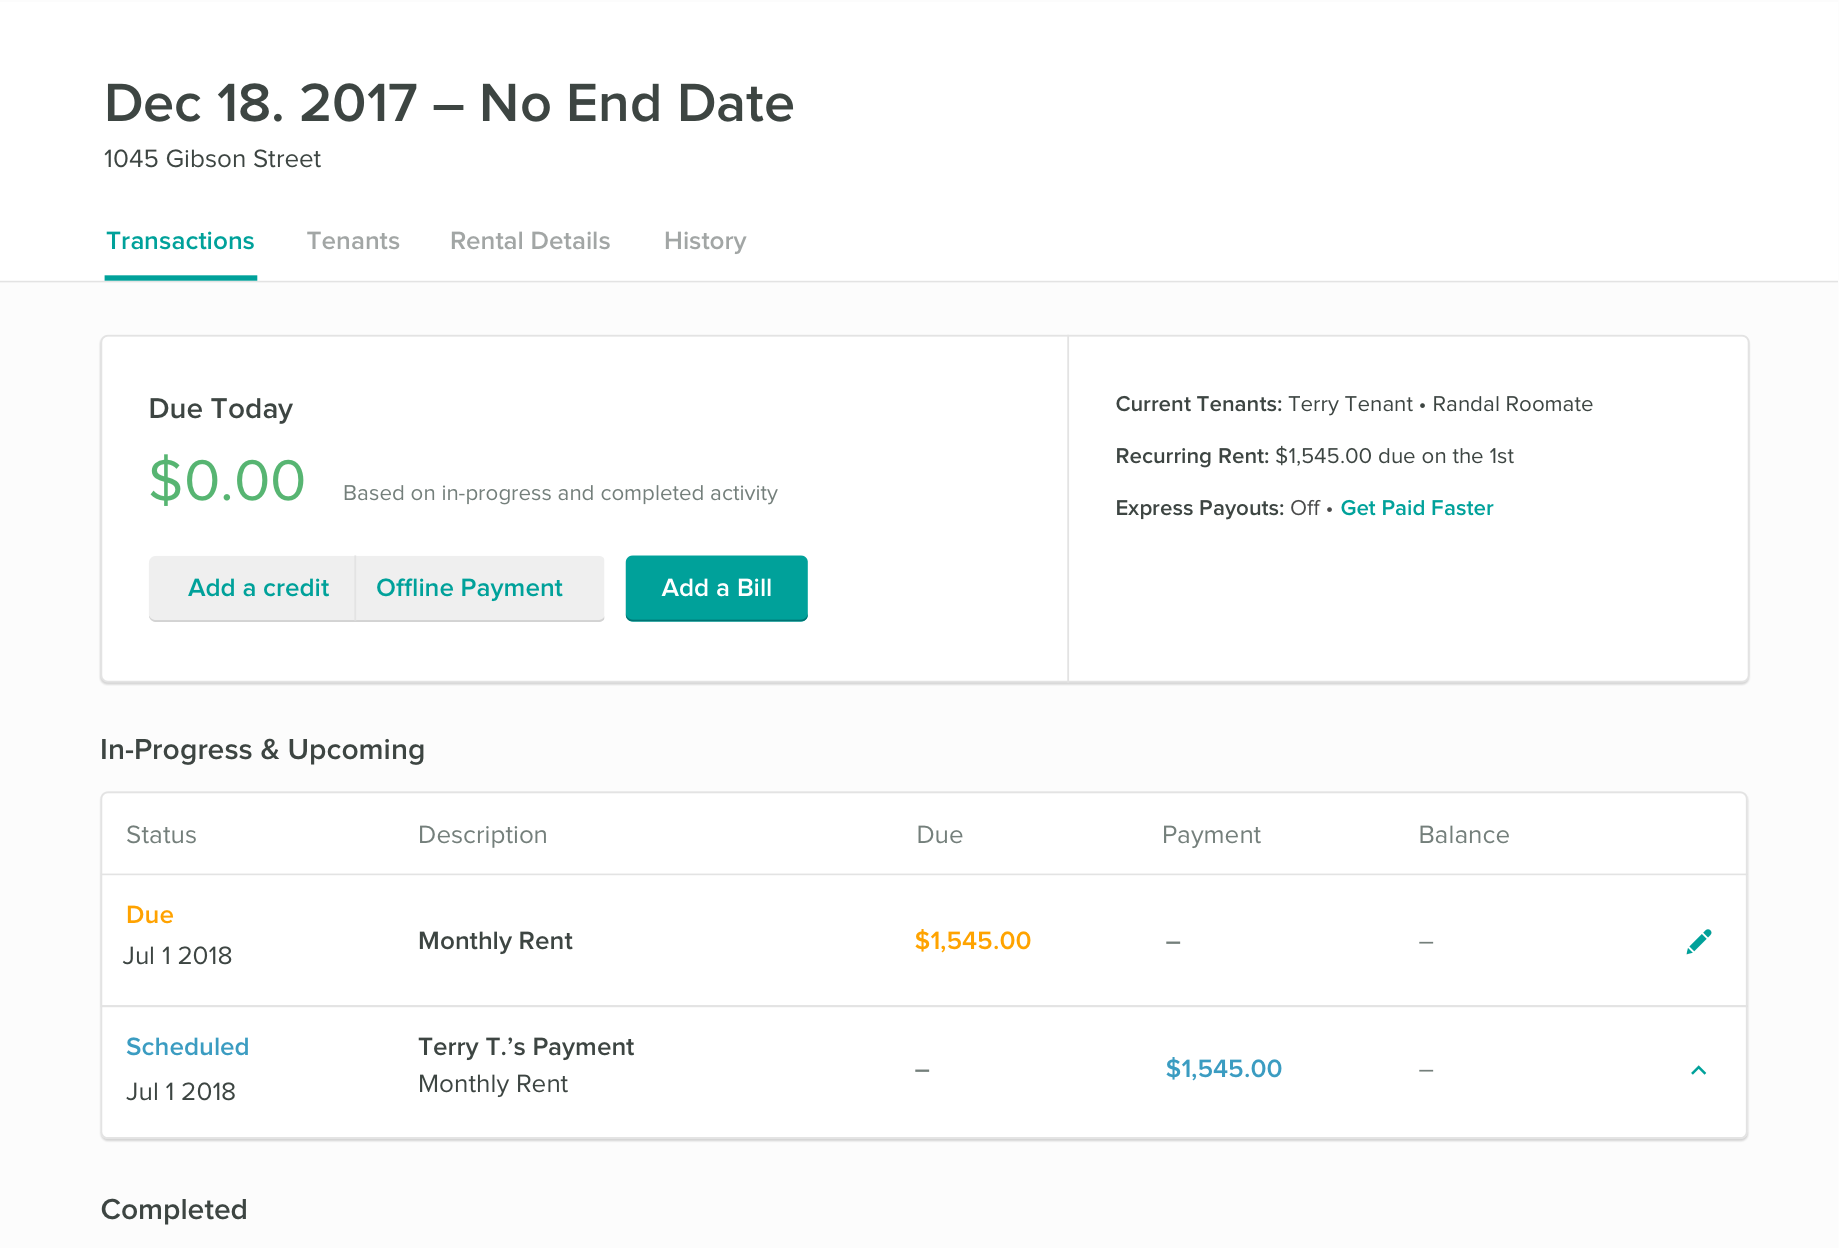 Dec 18. 2017 – No End Date
1045 Gibson Street
Transactions Tenants Rental Details History
Due Today
$0.00 Based on in-progress and completed activity
Add a credit Offline Payment Add a Bill
Current Tenants: Terry Tenant • Randal Roomate
Recurring Rent: $1,545.00 due on the 1st
Express Payouts: Off • Get Paid Faster
In-Progress & Upcoming
Status Description Due Payment Balance
Due
Jul 1 2018
Monthly Rent $1,545.00 – –
Scheduled
Jul 1 2018
Terry T.’s Payment
Monthly Rent
– $1,545.00 –
Completed